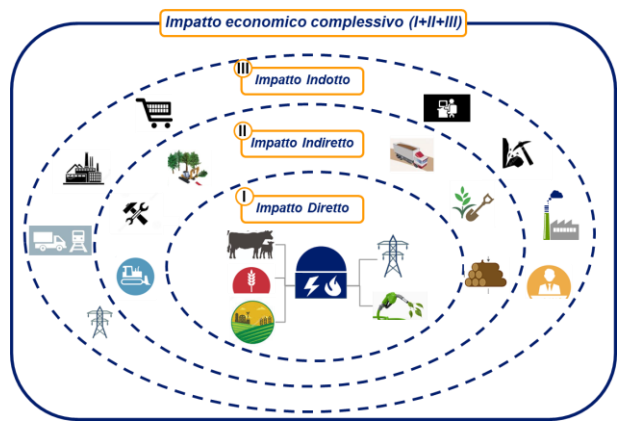 Impatto economico complessivo (I+II+III)
III
Impatto Indotto
II
Impatto Indiretto
I
Impatto Diretto